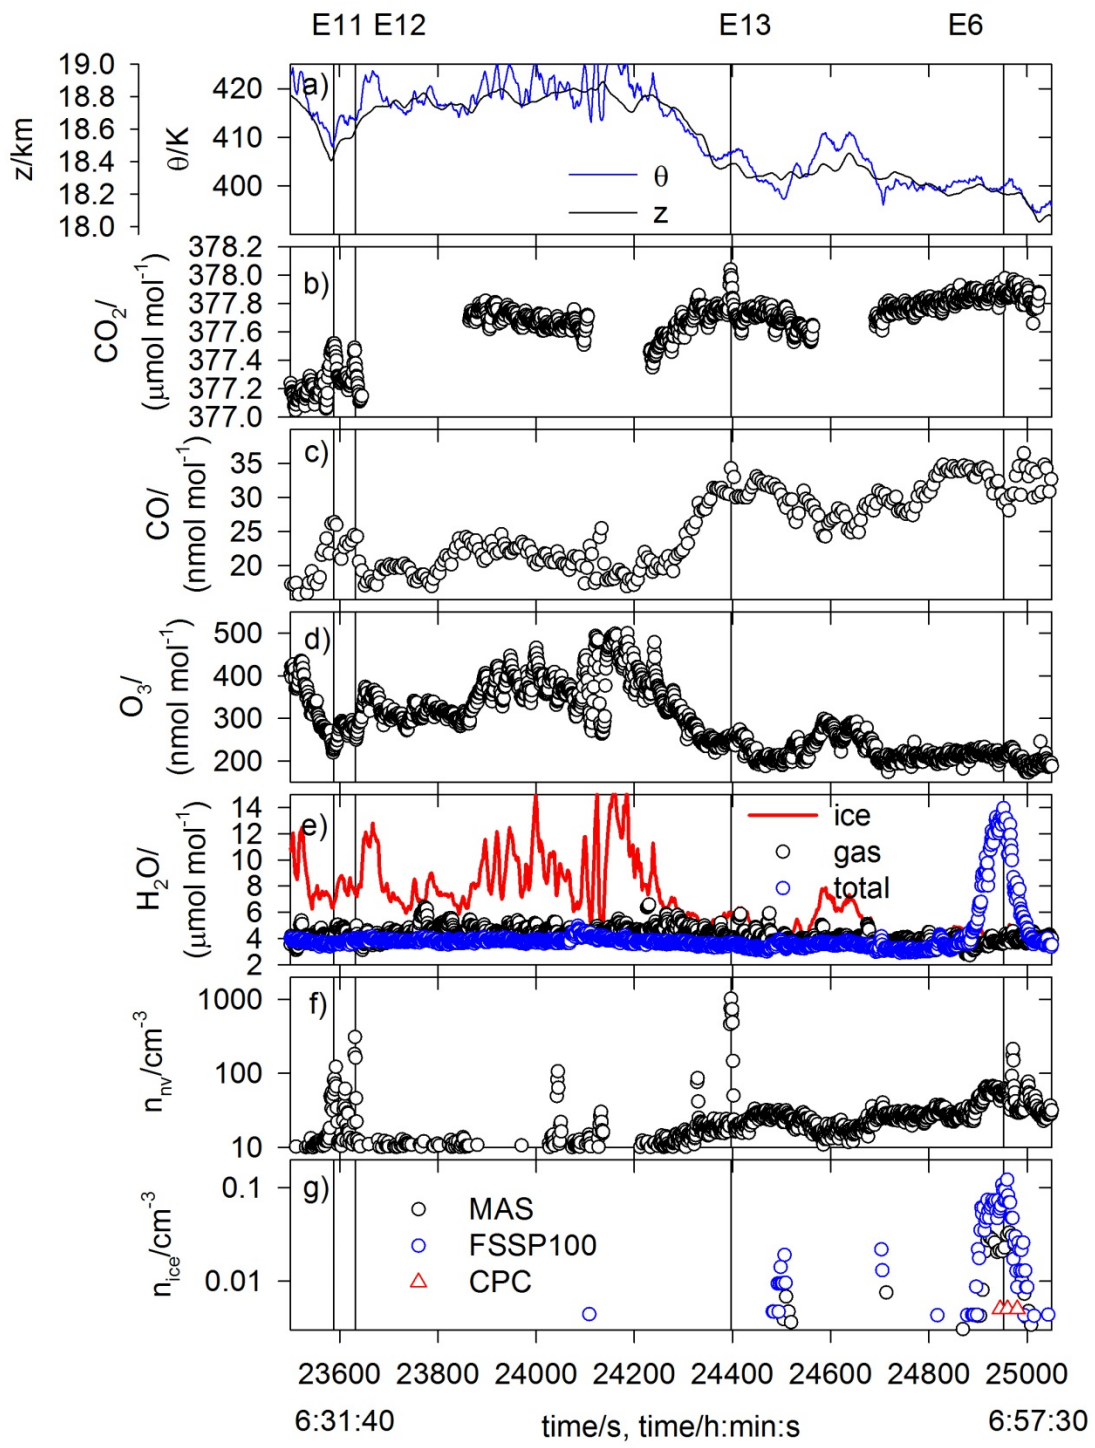 E11 E12 E13 E6
a)
z/km
19.0
18.8
18.6
18.4
18.2
18.0
θ/K
420
410
400
θ
z
b)
CO₂/
(μmol mol⁻¹)
378.2
378.0
377.8
377.6
377.4
377.2
377.0
c)
CO/
(nmol mol⁻¹)
35
30
25
20
d)
O₃/
(nmol mol⁻¹)
500
400
300
200
e)
H₂O/
(μmol mol⁻¹)
14
12
10
8
6
4
2
ice
gas
total
f)
n_nv/cm⁻³
1000
100
10
g)
n_ice/cm⁻³
0.1
0.01
MAS
FSSP100
CPC
23600 23800 24000 24200 24400 24600 24800 25000
6:31:40 time/s, time/h:min:s 6:57:30